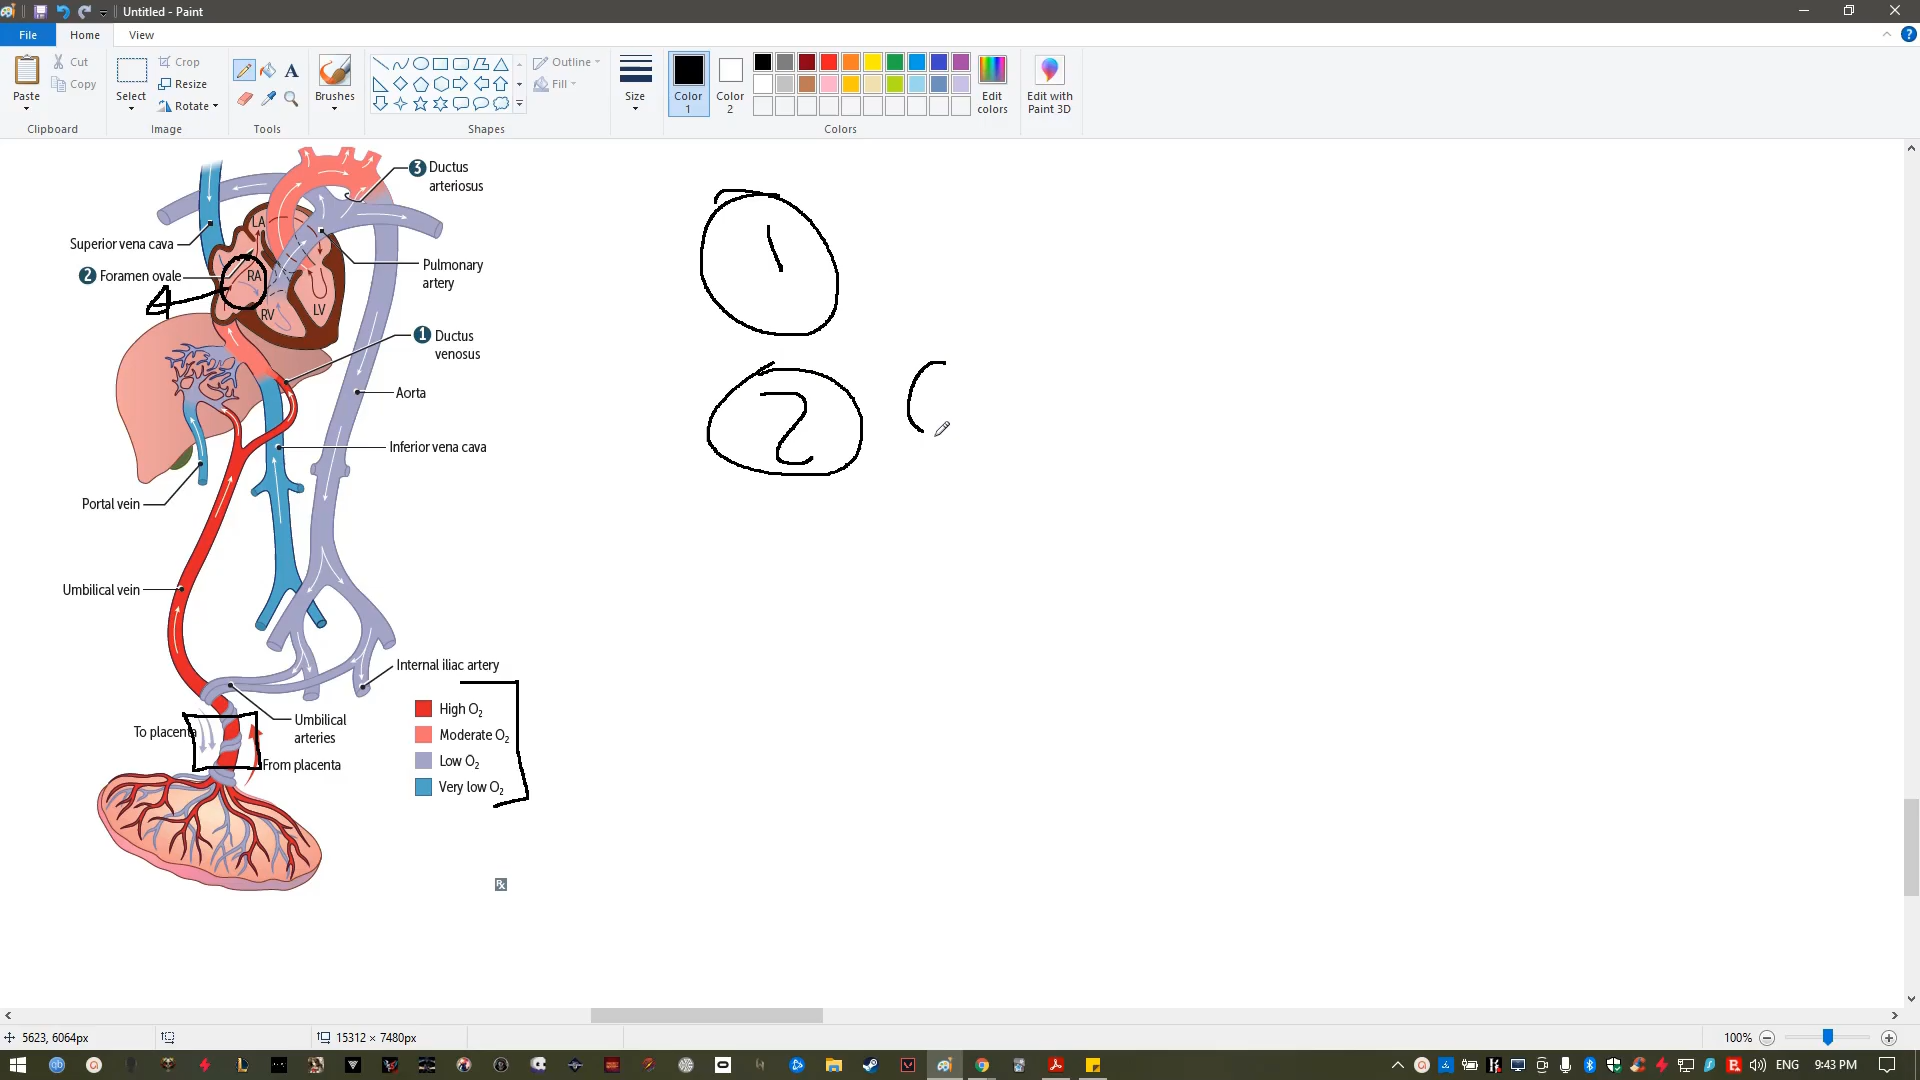 Untitled - Paint
File
Home
View
Paste
Cut
Copy
Clipboard
Select
Crop
Resize
Rotate
Image
A
Tools
Brushes
Shapes
Outline
Fill
Size
Color 1
Color 2
Edit colors
Edit with Paint 3D
Colors
3 Ductus
arteriosus
LA
Superior vena cava
2 Foramen ovale
RA
Pulmonary
artery
4
RV
LV
1 Ductus
venosus
Aorta
Inferior vena cava
Portal vein
Umbilical vein
Internal iliac artery
Umbilical
arteries
To placenta
From placenta
High O₂
Moderate O₂
Low O₂
Very low O₂
Rx
1
2
5623, 6064px
15312 × 7480px
100%
ENG
9:43 PM